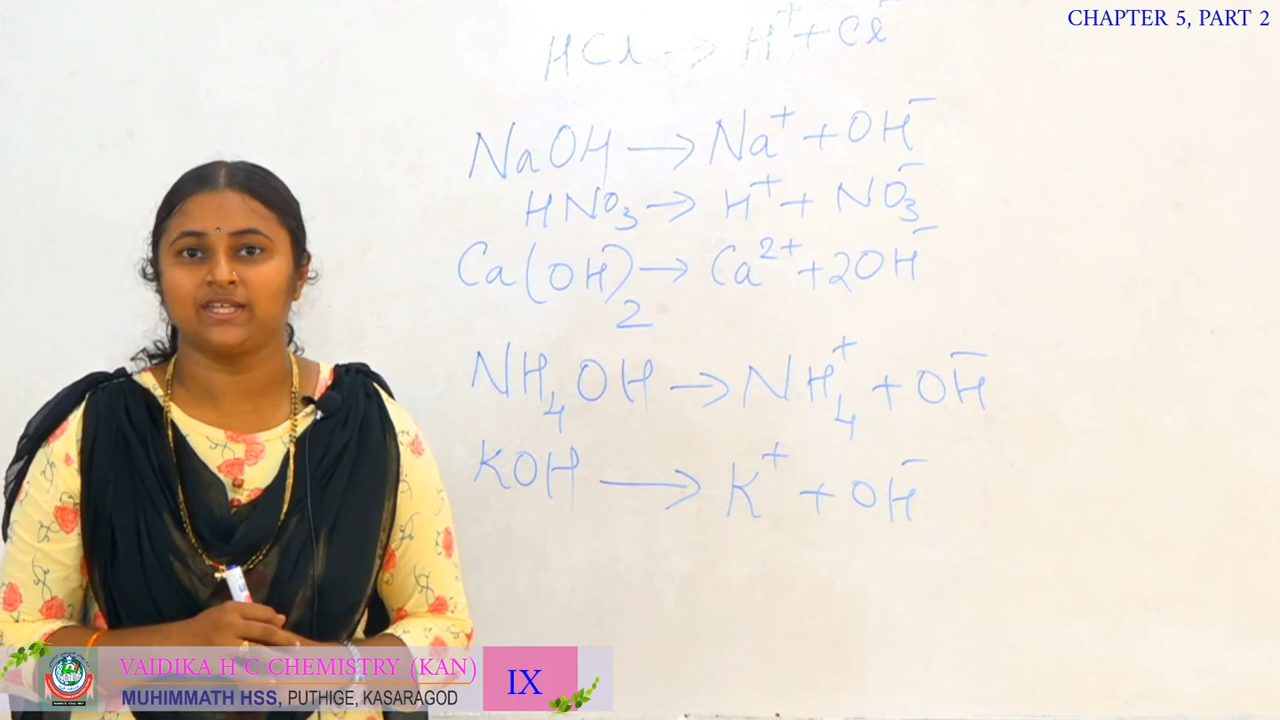 CHAPTER 5, PART 2
HCl → H⁺ + Cl⁻
NaOH → Na⁺ + OH⁻
HNO₃ → H⁺ + NO₃⁻
Ca(OH)₂ → Ca²⁺ + 2OH⁻
NH₄OH → NH₄⁺ + OH⁻
KOH → K⁺ + OH⁻
VAIDIKA H C CHEMISTRY (KAN)
IX
MUHIMMATH HSS, PUTHIGE, KASARAGOD